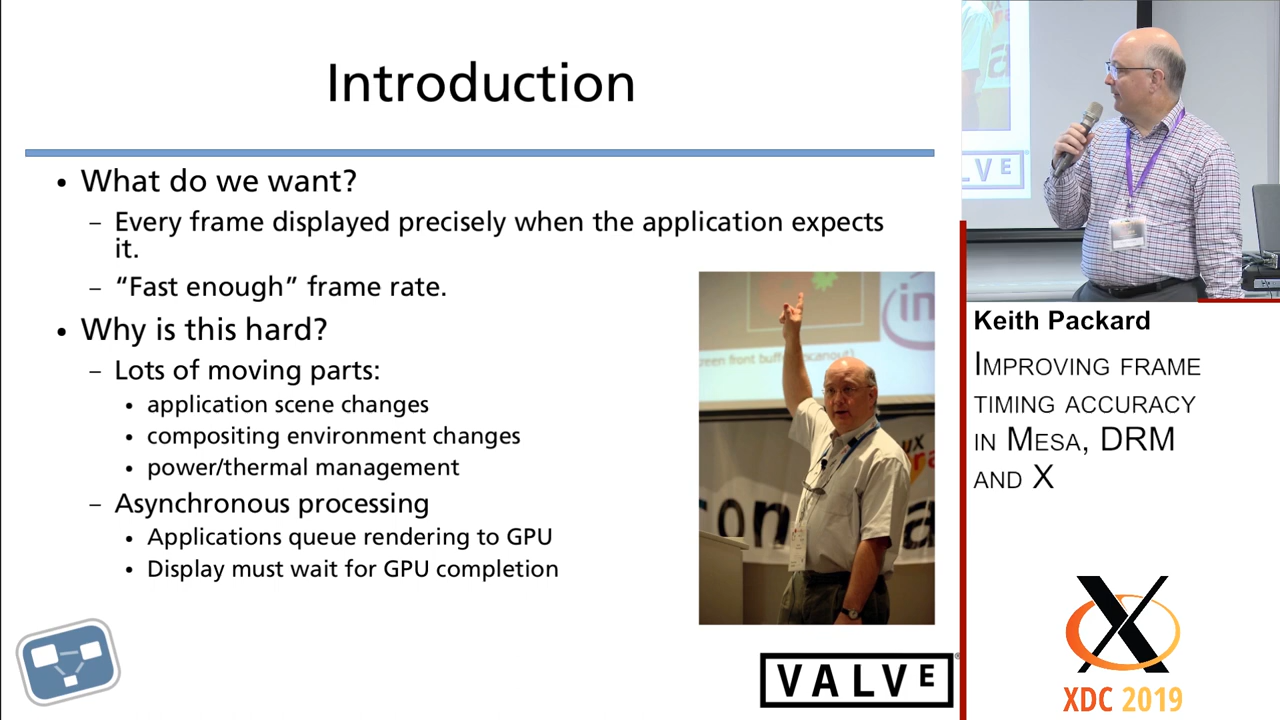 Introduction
What do we want?
– Every frame displayed precisely when the application expects
it.
– “Fast enough” frame rate.
Why is this hard?
– Lots of moving parts:
application scene changes
compositing environment changes
power/thermal management
– Asynchronous processing
Applications queue rendering to GPU
Display must wait for GPU completion
VALVE®
Keith Packard
IMPROVING FRAME
TIMING ACCURACY
IN MESA, DRM
AND X
X
XDC 2019